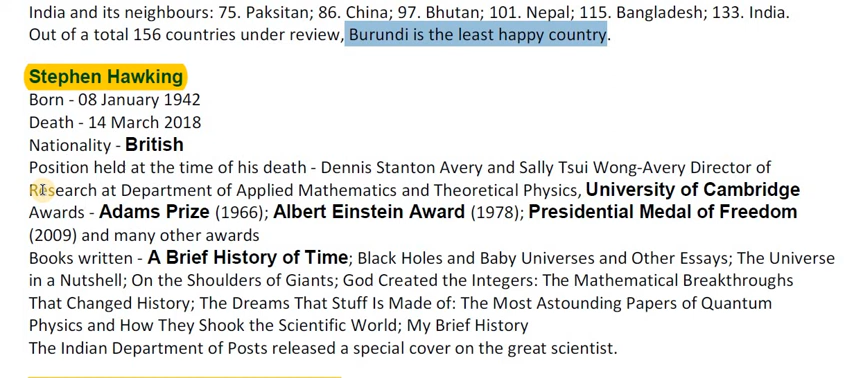 India and its neighbours: 75. Paksitan; 86. China; 97. Bhutan; 101. Nepal; 115. Bangladesh; 133. India.
Out of a total 156 countries under review, Burundi is the least happy country.
Stephen Hawking
Born - 08 January 1942
Death - 14 March 2018
Nationality - British
Position held at the time of his death - Dennis Stanton Avery and Sally Tsui Wong-Avery Director of
Research at Department of Applied Mathematics and Theoretical Physics, University of Cambridge
Awards - Adams Prize (1966); Albert Einstein Award (1978); Presidential Medal of Freedom
(2009) and many other awards
Books written - A Brief History of Time; Black Holes and Baby Universes and Other Essays; The Universe
in a Nutshell; On the Shoulders of Giants; God Created the Integers: The Mathematical Breakthroughs
That Changed History; The Dreams That Stuff Is Made of: The Most Astounding Papers of Quantum
Physics and How They Shook the Scientific World; My Brief History
The Indian Department of Posts released a special cover on the great scientist.